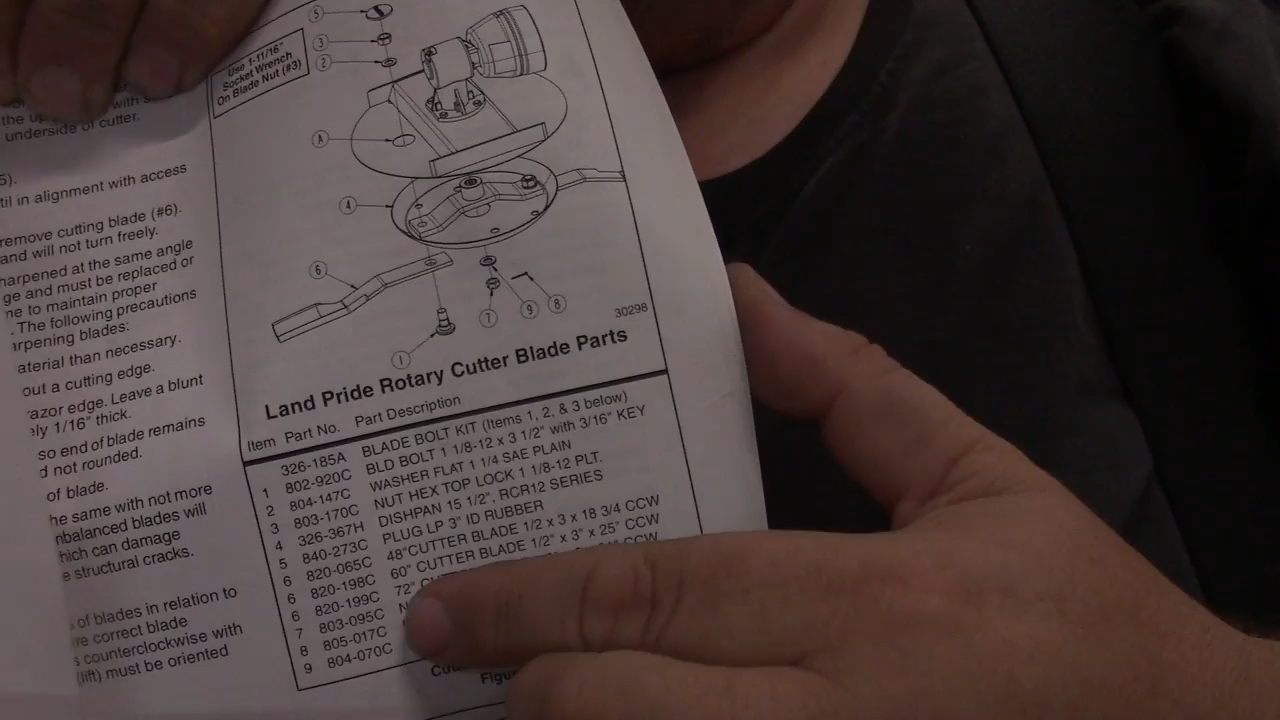 the up
underside of cutter.
5).
til in alignment with access
remove cutting blade (#6).
and will not turn freely.
harpened at the same angle
ge and must be replaced or
ne to maintain proper
. The following precautions
arpening blades:
aterial than necessary.
out a cutting edge.
razor edge. Leave a blunt
ely 1/16" thick.
so end of blade remains
d not rounded.
of blade.
he same with not more
nbalanced blades will
hich can damage
e structural cracks.
of blades in relation to
re correct blade
s counterclockwise with
(lift) must be oriented
Use 1-11/16"
Socket Wrench
On Blade Nut (#3)
5
3
2
A
4
6
7
9
8
1
30298
Land Pride Rotary Cutter Blade Parts
Item Part No. Part Description
326-185A BLADE BOLT KIT (Items 1, 2, & 3 below)
1 802-920C BLD BOLT 1 1/8-12 x 3 1/2" with 3/16" KEY
2 804-147C WASHER FLAT 1 1/4 SAE PLAIN
3 803-170C NUT HEX TOP LOCK 1 1/8-12 PLT.
4 326-367H DISHPAN 15 1/2", RCR12 SERIES
5 840-273C PLUG LP 3" ID RUBBER
6 820-065C 48"CUTTER BLADE 1/2 x 3 x 18 3/4 CCW
6 820-198C 60" CUTTER BLADE 1/2" x 3" x 25" CCW
6 820-199C 72" CUTTER CCW
7 803-095C
8 805-017C
9 804-070C